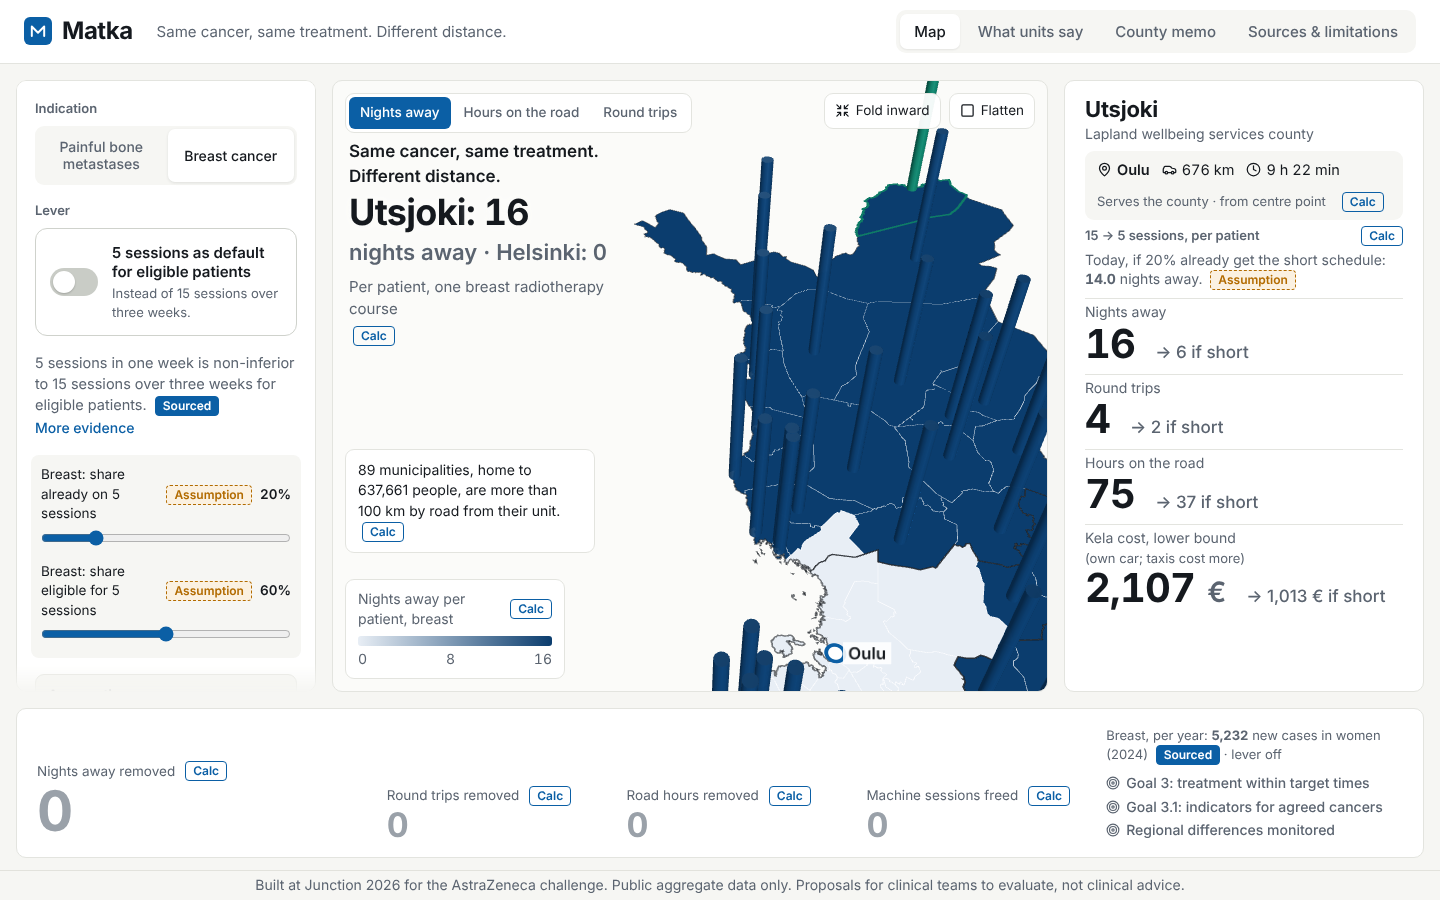 Matka
Same cancer, same treatment. Different distance.
Map
What units say
County memo
Sources & limitations
Indication
Painful bone
metastases
Breast cancer
Lever
5 sessions as default
for eligible patients
Instead of 15 sessions over
three weeks.
5 sessions in one week is non-inferior
to 15 sessions over three weeks for
eligible patients. Sourced
More evidence
Breast: share
already on 5
sessions
Assumption 20%
Breast: share
eligible for 5
sessions
Assumption 60%
Nights away
Hours on the road
Round trips
Fold inward
Flatten
Same cancer, same treatment.
Different distance.
Utsjoki: 16
nights away · Helsinki: 0
Per patient, one breast radiotherapy
course
Calc
89 municipalities, home to
637,661 people, are more than
100 km by road from their unit.
Calc
Nights away per
patient, breast
Calc
0 8 16
Oulu
Utsjoki
Lapland wellbeing services county
Oulu 676 km 9 h 22 min
Serves the county · from centre point Calc
15 → 5 sessions, per patient Calc
Today, if 20% already get the short schedule:
14.0 nights away. Assumption
Nights away
16 → 6 if short
Round trips
4 → 2 if short
Hours on the road
75 → 37 if short
Kela cost, lower bound
(own car; taxis cost more)
2,107 € → 1,013 € if short
Nights away removed Calc
0
Round trips removed Calc
0
Road hours removed Calc
0
Machine sessions freed Calc
0
Breast, per year: 5,232 new cases in women
(2024) Sourced · lever off
Goal 3: treatment within target times
Goal 3.1: indicators for agreed cancers
Regional differences monitored
Built at Junction 2026 for the AstraZeneca challenge. Public aggregate data only. Proposals for clinical teams to evaluate, not clinical advice.